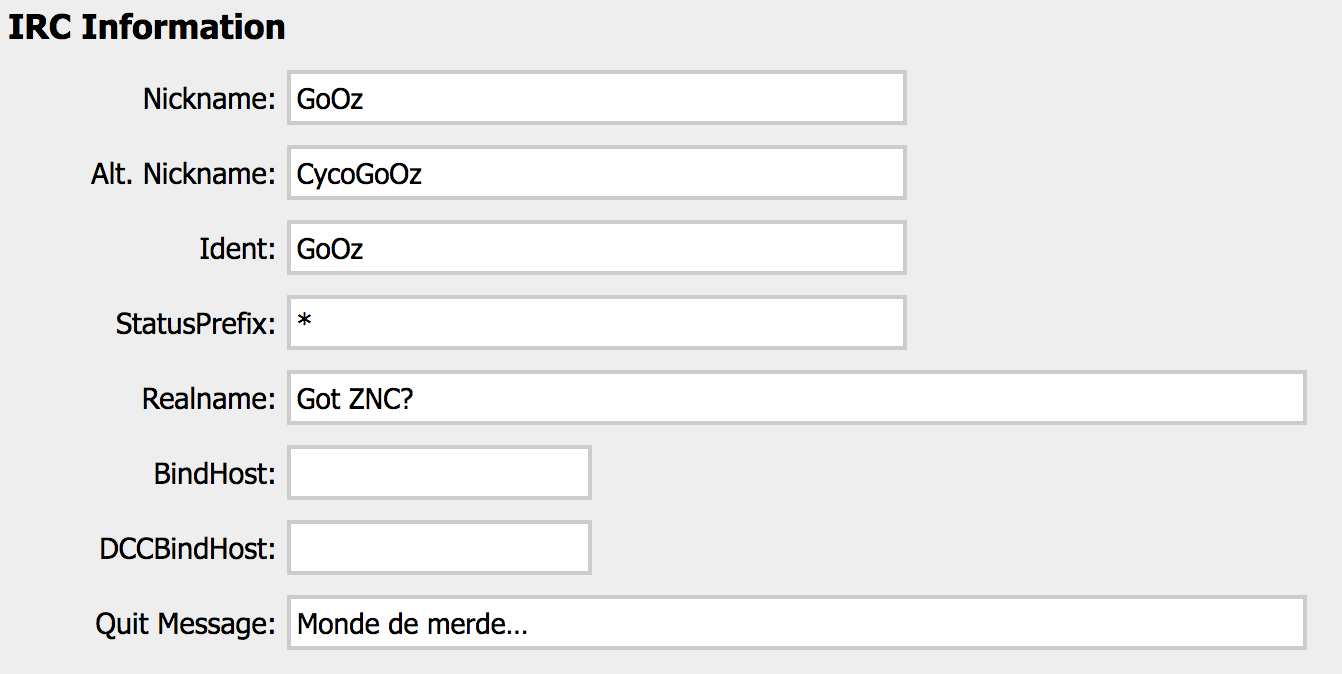 IRC Information
Nickname: GoOz
Alt. Nickname: CycoGoOz
Ident: GoOz
StatusPrefix: *
Realname: Got ZNC?
BindHost:
DCCBindHost:
Quit Message: Monde de merde...